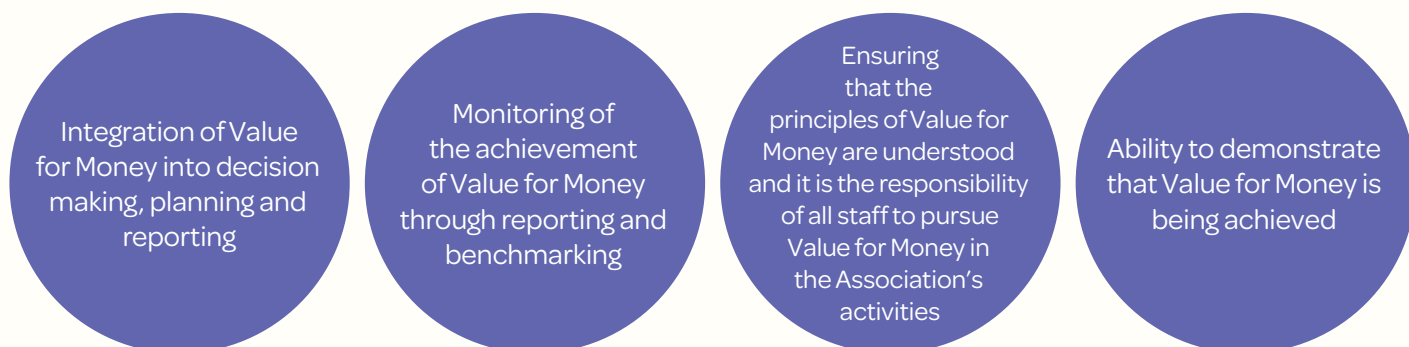 Integration of Value
for Money into decision
making, planning and
reporting
Monitoring of
the achievement
of Value for Money
through reporting and
benchmarking
Ensuring
that the
principles of Value for
Money are understood
and it is the responsibility
of all staff to pursue
Value for Money in
the Association’s
activities
Ability to demonstrate
that Value for Money is
being achieved